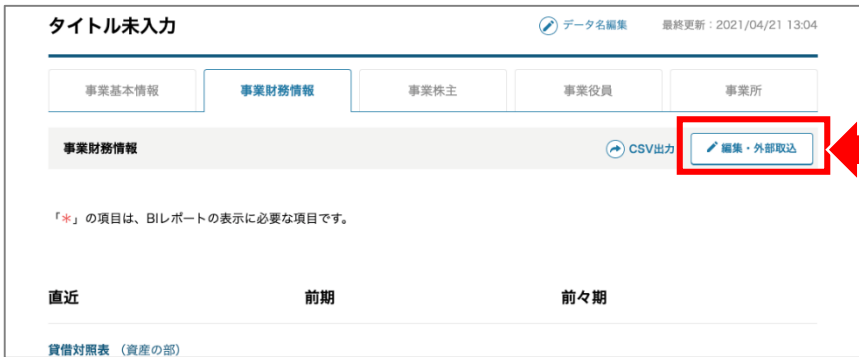 タイトル未入力
データ名編集
最終更新：2021/04/21 13:04
事業基本情報
事業財務情報
事業株主
事業役員
事業所
事業財務情報
CSV出力
編集・外部取込
「＊」の項目は、BIレポートの表示に必要な項目です。
直近
前期
前々期
貸借対照表 （資産の部）